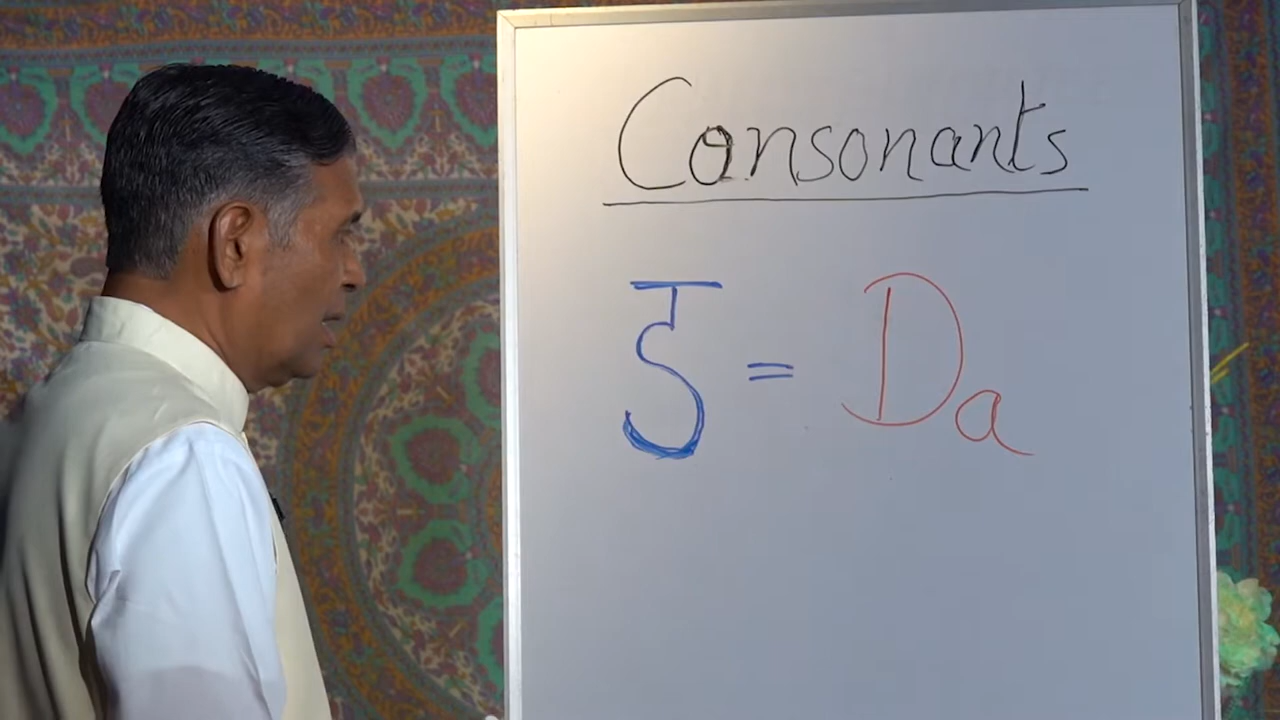 Consonants
ड = Da